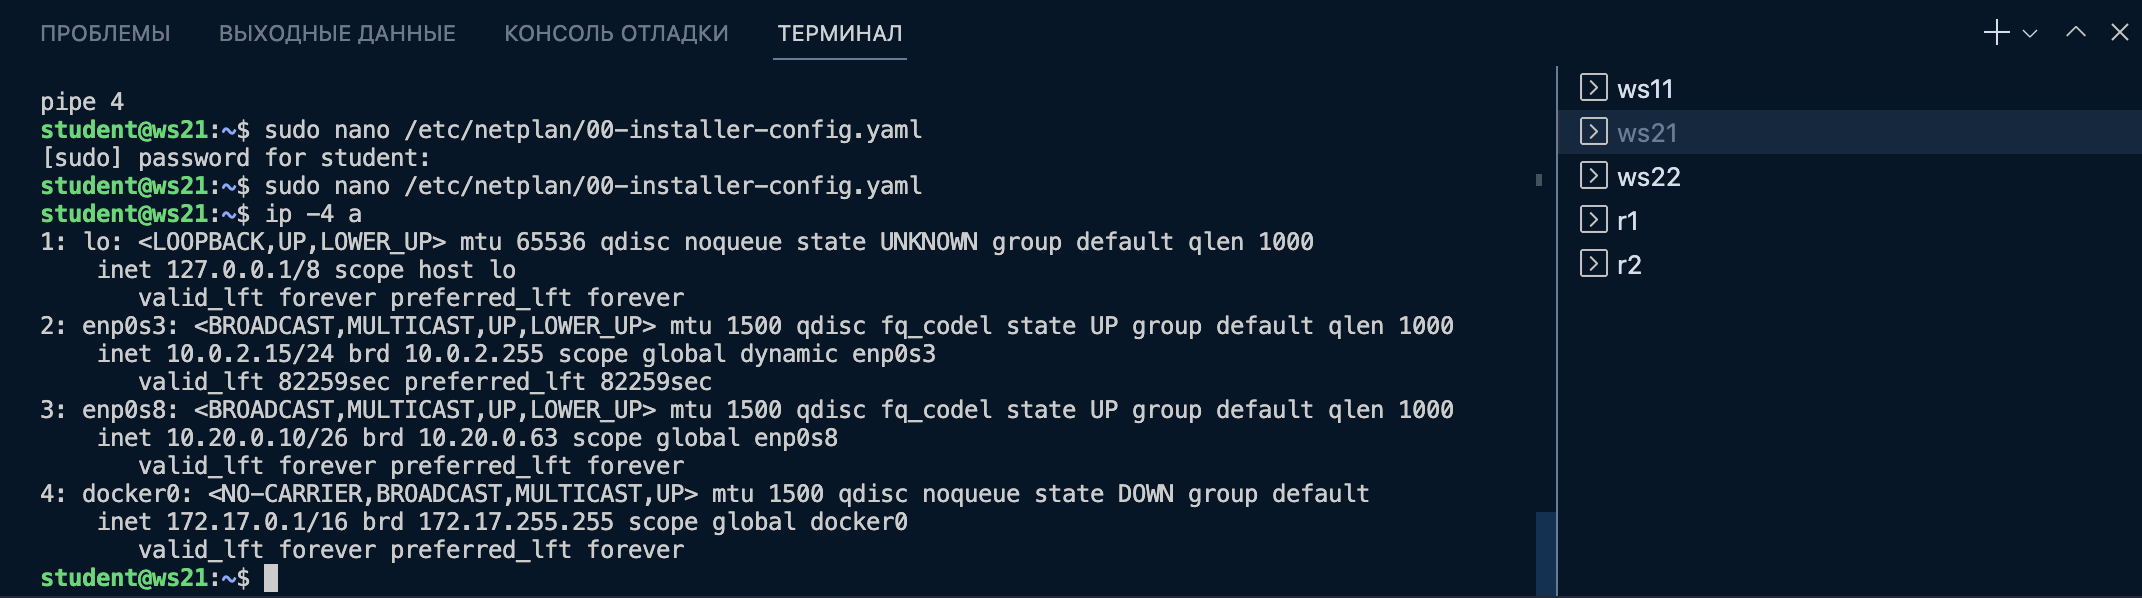 ПРОБЛЕМЫ ВЫХОДНЫЕ ДАННЫЕ КОНСОЛЬ ОТЛАДКИ ТЕРМИНАЛ
pipe 4
student@ws21:~$ sudo nano /etc/netplan/00-installer-config.yaml
[sudo] password for student:
student@ws21:~$ sudo nano /etc/netplan/00-installer-config.yaml
student@ws21:~$ ip -4 a
1: lo: <LOOPBACK,UP,LOWER_UP> mtu 65536 qdisc noqueue state UNKNOWN group default qlen 1000
    inet 127.0.0.1/8 scope host lo
       valid_lft forever preferred_lft forever
2: enp0s3: <BROADCAST,MULTICAST,UP,LOWER_UP> mtu 1500 qdisc fq_codel state UP group default qlen 1000
    inet 10.0.2.15/24 brd 10.0.2.255 scope global dynamic enp0s3
       valid_lft 82259sec preferred_lft 82259sec
3: enp0s8: <BROADCAST,MULTICAST,UP,LOWER_UP> mtu 1500 qdisc fq_codel state UP group default qlen 1000
    inet 10.20.0.10/26 brd 10.20.0.63 scope global enp0s8
       valid_lft forever preferred_lft forever
4: docker0: <NO-CARRIER,BROADCAST,MULTICAST,UP> mtu 1500 qdisc noqueue state DOWN group default
    inet 172.17.0.1/16 brd 172.17.255.255 scope global docker0
       valid_lft forever preferred_lft forever
student@ws21:~$
ws11
ws21
ws22
r1
r2